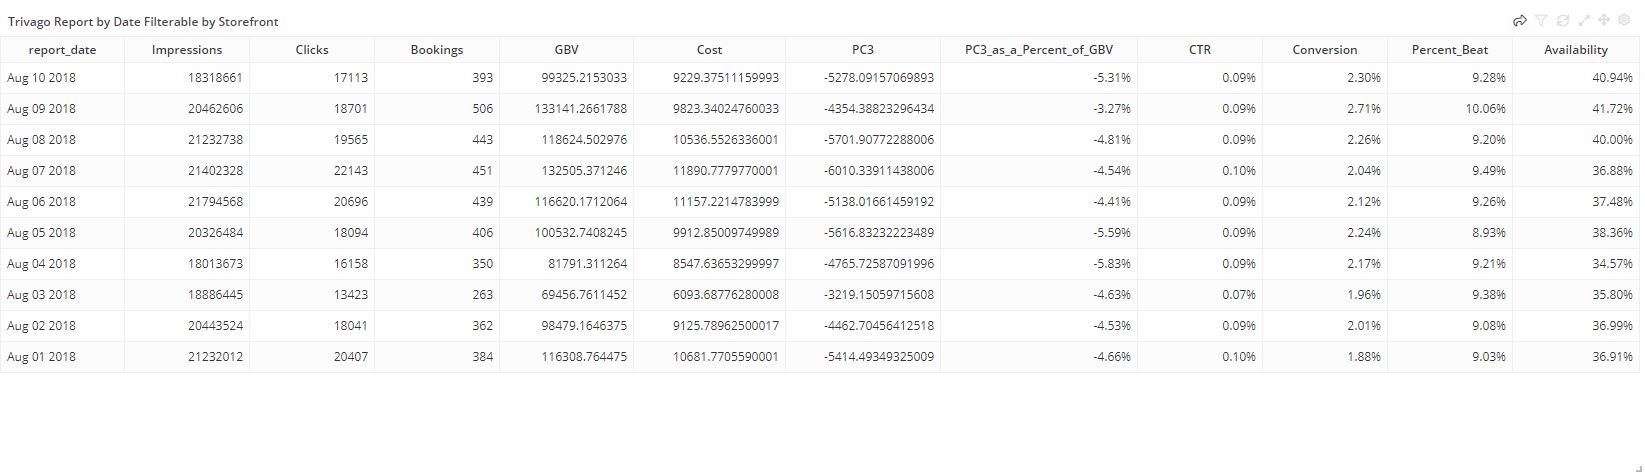 Trivago Report by Date Filterable by Storefront
report_date Impressions Clicks Bookings GBV Cost PC3 PC3_as_a_Percent_of_GBV CTR Conversion Percent_Beat Availability
Aug 10 2018 18318661 17113 393 99325.2153033 9229.37511159993 -5278.09157069893 -5.31% 0.09% 2.30% 9.28% 40.94%
Aug 09 2018 20462606 18701 506 133141.2661788 9823.34024760033 -4354.38823296434 -3.27% 0.09% 2.71% 10.06% 41.72%
Aug 08 2018 21232738 19565 443 118624.502976 10536.5526336001 -5701.90772288006 -4.81% 0.09% 2.26% 9.20% 40.00%
Aug 07 2018 21402328 22143 451 132505.371246 11890.7779770001 -6010.33911438006 -4.54% 0.10% 2.04% 9.49% 36.88%
Aug 06 2018 21794568 20696 439 116620.1712064 11157.2214783999 -5138.01661459192 -4.41% 0.09% 2.12% 9.26% 37.48%
Aug 05 2018 20326484 18094 406 100532.7408245 9912.85009749989 -5616.83232223489 -5.59% 0.09% 2.24% 8.93% 38.36%
Aug 04 2018 18013673 16158 350 81791.311264 8547.63653299997 -4765.72587091996 -5.83% 0.09% 2.17% 9.21% 34.57%
Aug 03 2018 18886445 13423 263 69456.7611452 6093.68776280008 -3219.15059715608 -4.63% 0.07% 1.96% 9.38% 35.80%
Aug 02 2018 20443524 18041 362 98479.1646375 9125.78962500017 -4462.70456412518 -4.53% 0.09% 2.01% 9.08% 36.99%
Aug 01 2018 21232012 20407 384 116308.764475 10681.7705590001 -5414.49349325009 -4.66% 0.10% 1.88% 9.03% 36.91%